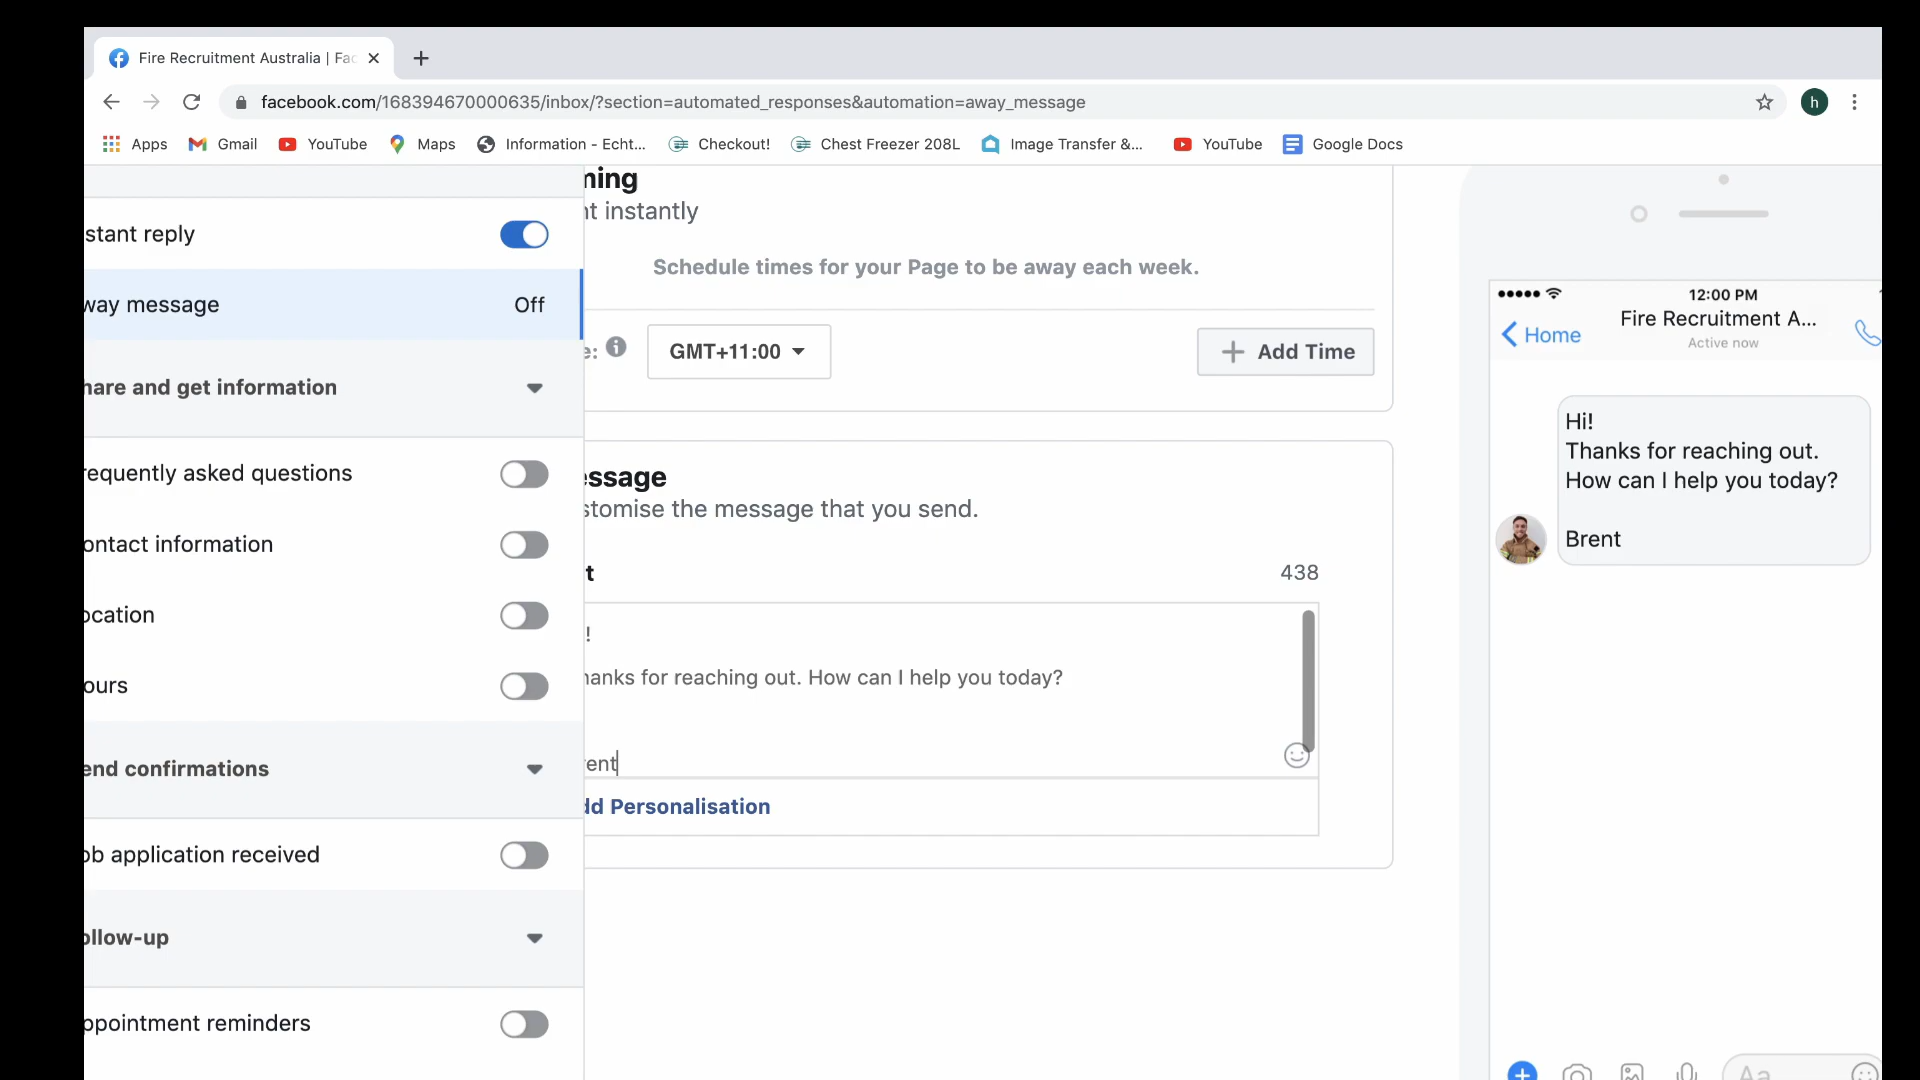 Fire Recruitment Australia | Fac
facebook.com/168394670000635/inbox/?section=automated_responses&automation=away_message
h
Apps
Gmail
YouTube
Maps
Information - Echt...
Checkout!
Chest Freezer 208L
Image Transfer &...
YouTube
Google Docs
stant reply
way message
Off
hare and get information
requently asked questions
ontact information
ocation
ours
end confirmations
ob application received
ollow-up
ppointment reminders
ning
nt instantly
Schedule times for your Page to be away each week.
e:
GMT+11:00
Add Time
essage
stomise the message that you send.
t
438
!
hanks for reaching out. How can I help you today?
rent
dd Personalisation
12:00 PM
Home
Fire Recruitment A...
Active now
Hi!
Thanks for reaching out.
How can I help you today?
Brent
Aa